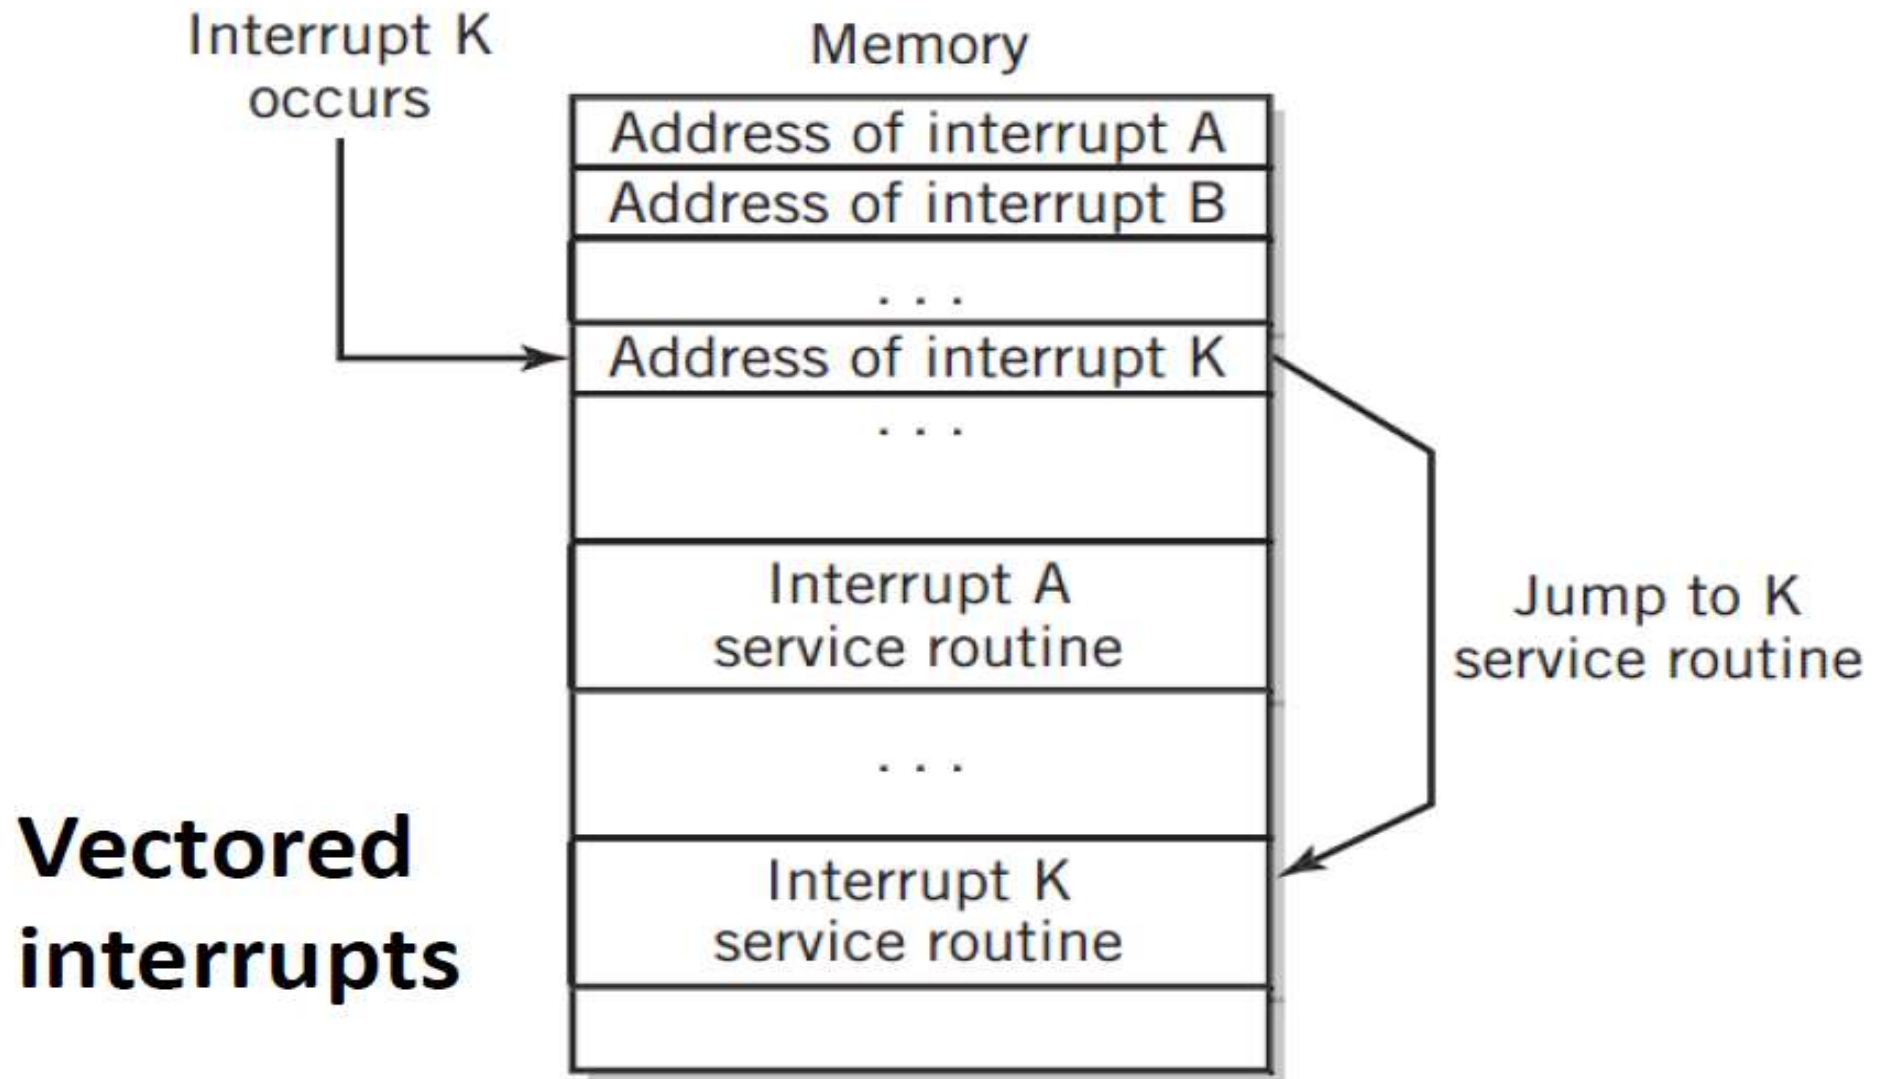 Interrupt K
occurs
Memory
Address of interrupt A
Address of interrupt B
. . .
Address of interrupt K
. . .
Interrupt A
service routine
Jump to K
service routine
. . .
Vectored
interrupts
Interrupt K
service routine